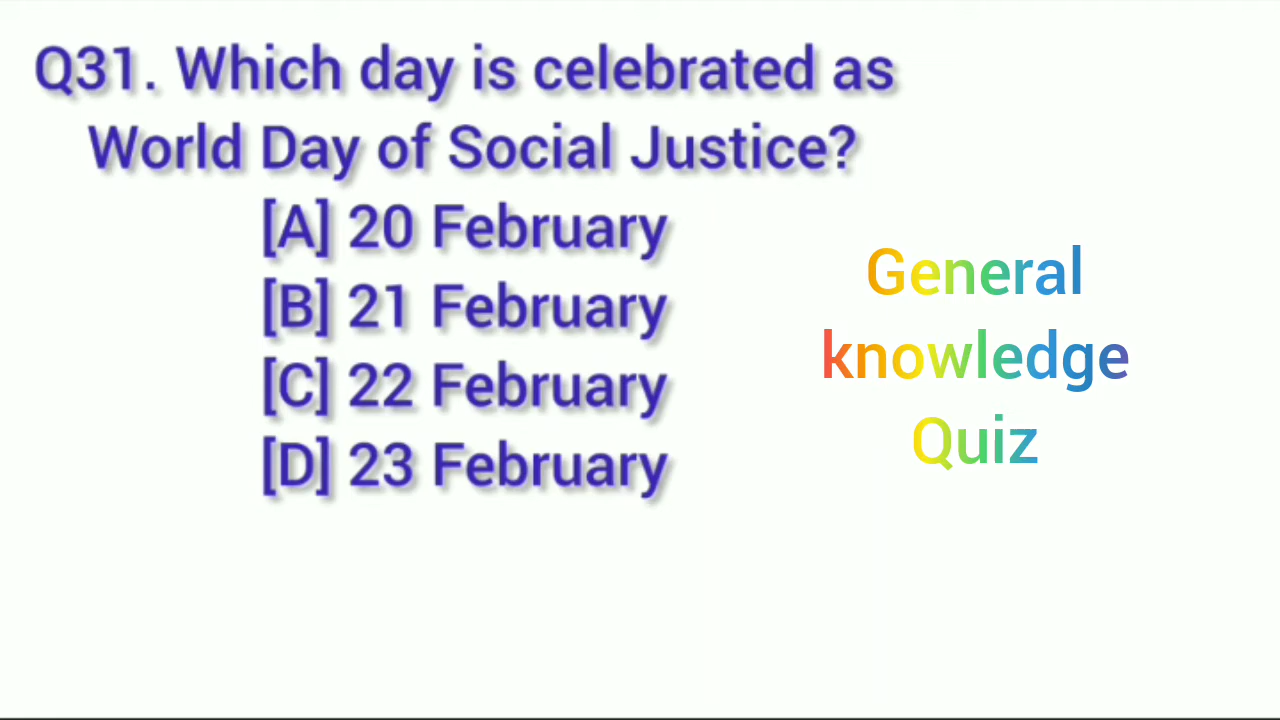 Q31. Which day is celebrated as
World Day of Social Justice?
[A] 20 February
[B] 21 February
[C] 22 February
[D] 23 February
General
knowledge
Quiz